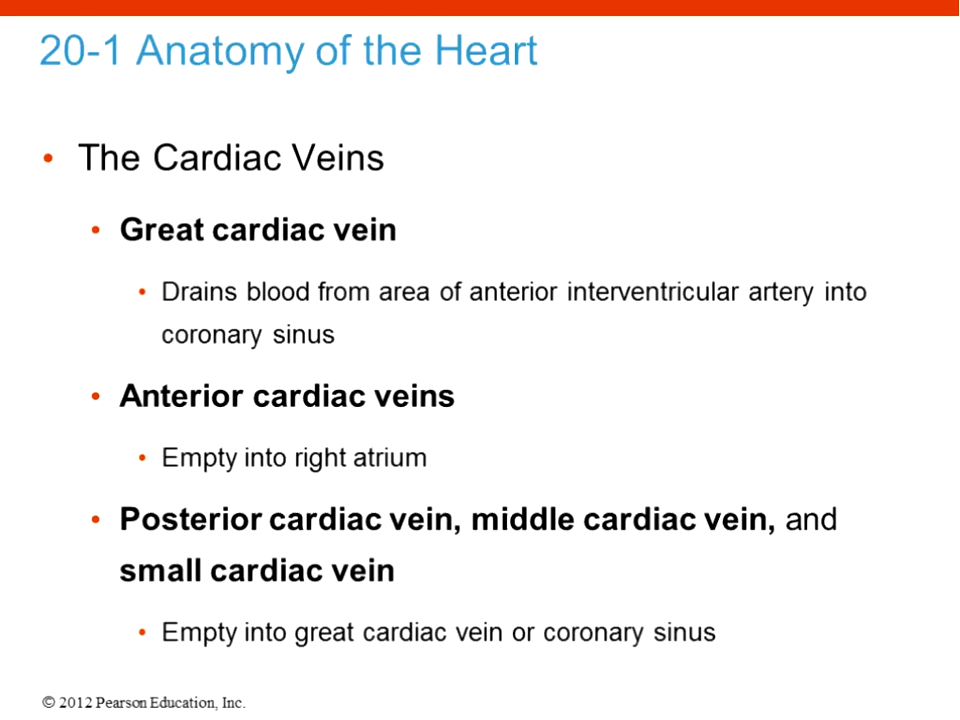 20-1 Anatomy of the Heart
• The Cardiac Veins
• Great cardiac vein
• Drains blood from area of anterior interventricular artery into
coronary sinus
• Anterior cardiac veins
• Empty into right atrium
• Posterior cardiac vein, middle cardiac vein, and
small cardiac vein
• Empty into great cardiac vein or coronary sinus
© 2012 Pearson Education, Inc.